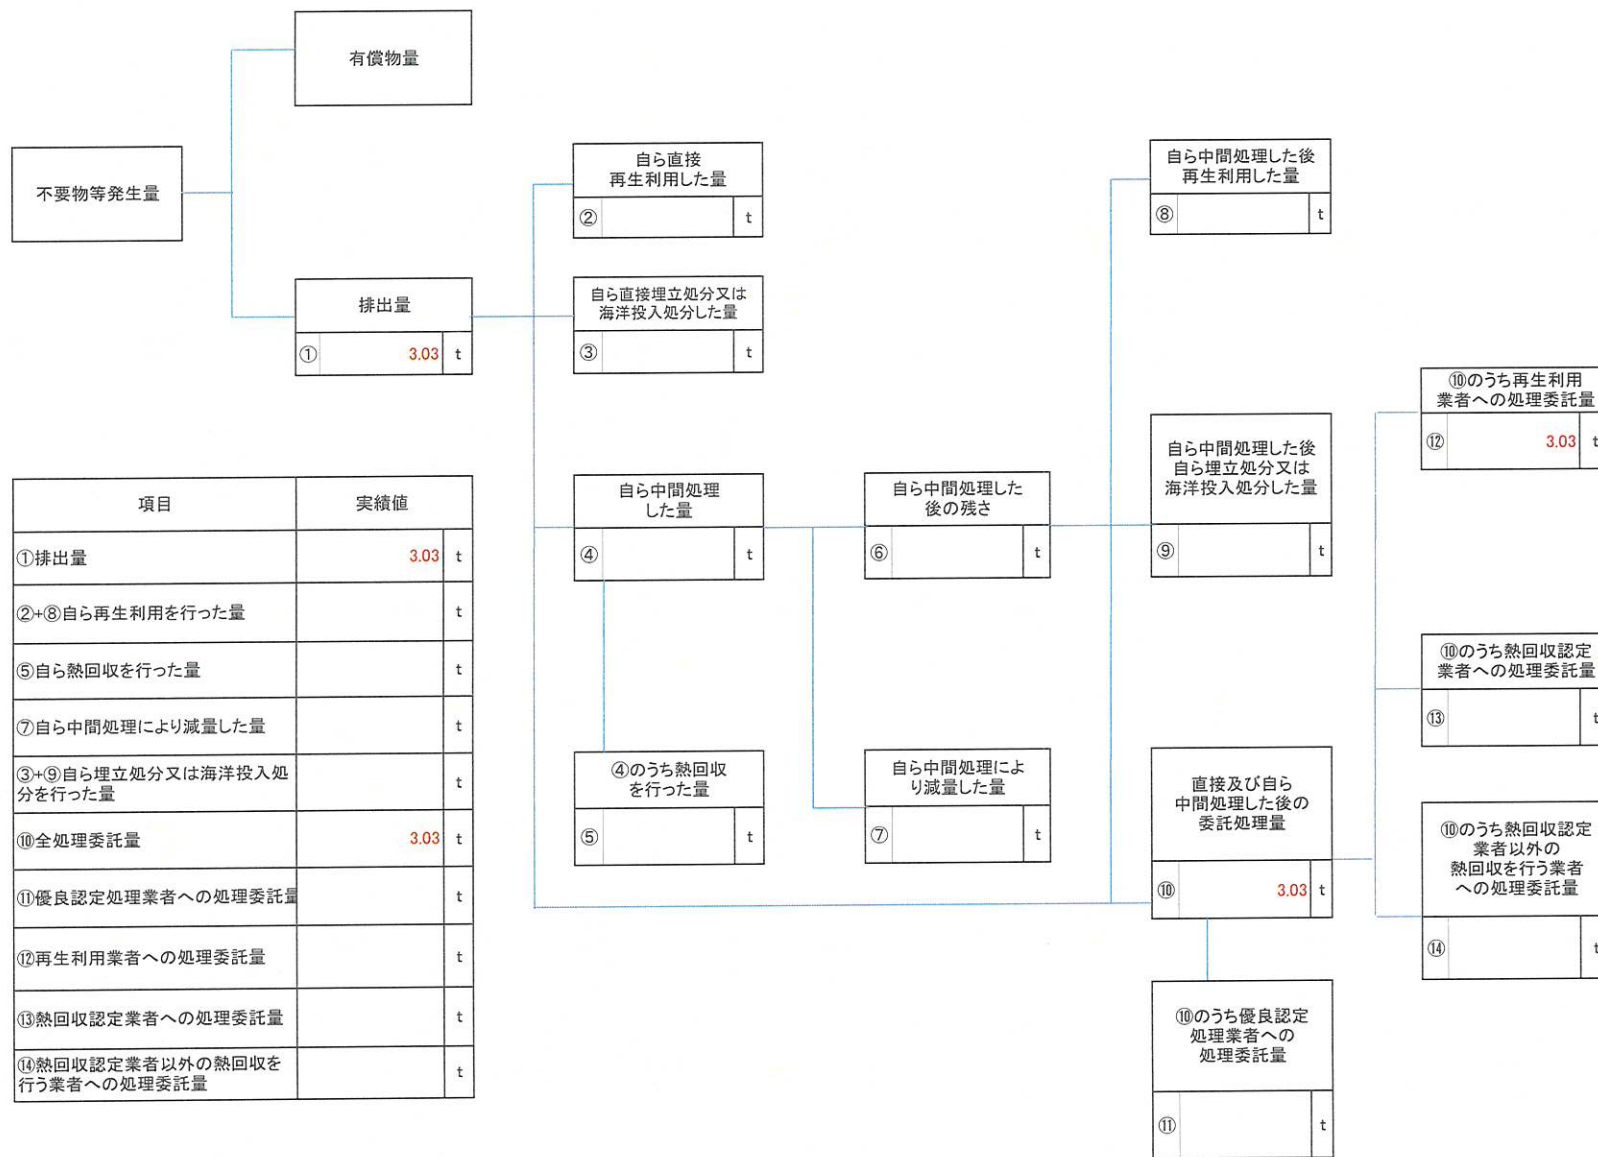 有償物量
不要物等発生量
排出量
① 3.03 t
自ら直接
再生利用した量
② t
自ら直接埋立処分又は
海洋投入処分した量
③ t
自ら中間処理
した量
④ t
④のうち熱回収
を行った量
⑤ t
自ら中間処理した
後の残さ
⑥ t
自ら中間処理によ
り減量した量
⑦ t
自ら中間処理した後
再生利用した量
⑧ t
自ら中間処理した後
自ら埋立処分又は
海洋投入処分した量
⑨ t
直接及び自ら
中間処理した後の
委託処理量
⑩ 3.03 t
⑩のうち優良認定
処理業者への
処理委託量
⑪ t
⑩のうち再生利用
業者への処理委託量
⑫ 3.03 t
⑩のうち熱回収認定
業者への処理委託量
⑬ t
⑩のうち熱回収認定
業者以外の
熱回収を行う業者
への処理委託量
⑭ t
項目 実績値
①排出量 3.03 t
②+⑧自ら再生利用を行った量 t
⑤自ら熱回収を行った量 t
⑦自ら中間処理により減量した量 t
③+⑨自ら埋立処分又は海洋投入処
分を行った量 t
⑩全処理委託量 3.03 t
⑪優良認定処理業者への処理委託量 t
⑫再生利用業者への処理委託量 t
⑬熱回収認定業者への処理委託量 t
⑭熱回収認定業者以外の熱回収を
行う業者への処理委託量 t